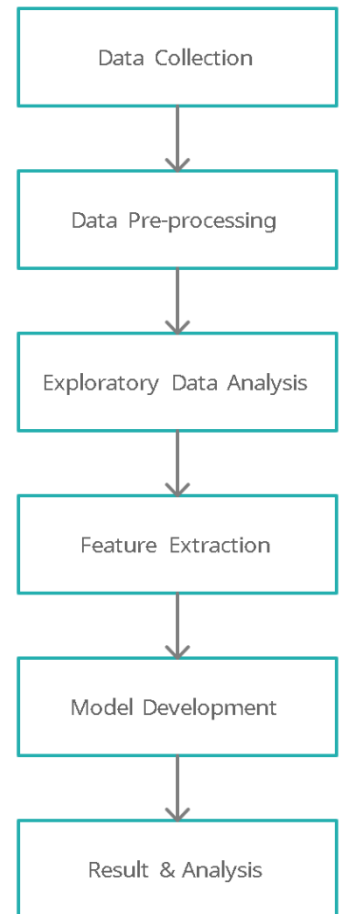 Data Collection
Data Pre-processing
Exploratory Data Analysis
Feature Extraction
Model Development
Result & Analysis